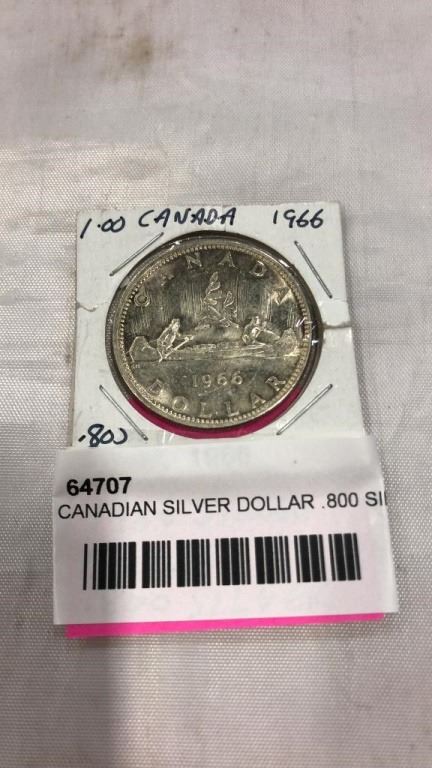 1.00 CANADA 1966
CANADA
1966
DOLLAR
.800
64707
CANADIAN SILVER DOLLAR .800 SI